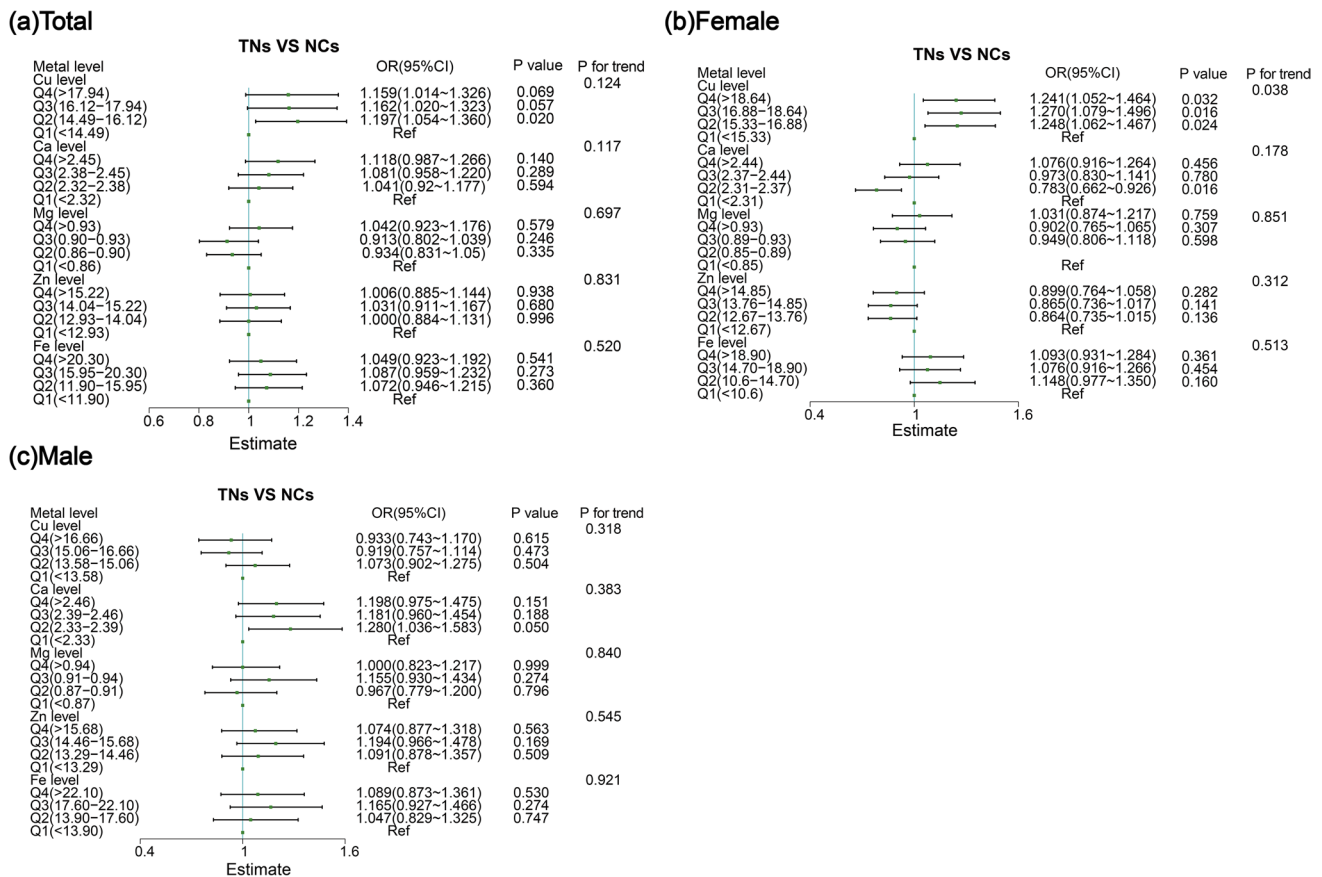 (a)Total
TNs VS NCs
Metal level OR(95%CI) P value P for trend
Cu level 0.124
Q4(>17.94) 1.159(1.014~1.326) 0.069
Q3(16.12−17.94) 1.162(1.020~1.323) 0.057
Q2(14.49−16.12) 1.197(1.054~1.360) 0.020
Q1(<14.49) Ref
Ca level 0.117
Q4(>2.45) 1.118(0.987~1.266) 0.140
Q3(2.38−2.45) 1.081(0.958~1.220) 0.289
Q2(2.32−2.38) 1.041(0.92~1.177) 0.594
Q1(<2.32) Ref
Mg level 0.697
Q4(>0.93) 1.042(0.923~1.176) 0.579
Q3(0.90−0.93) 0.913(0.802~1.039) 0.246
Q2(0.86−0.90) 0.934(0.831~1.05) 0.335
Q1(<0.86) Ref
Zn level 0.831
Q4(>15.22) 1.006(0.885~1.144) 0.938
Q3(14.04−15.22) 1.031(0.911~1.167) 0.680
Q2(12.93−14.04) 1.000(0.884~1.131) 0.996
Q1(<12.93) Ref
Fe level 0.520
Q4(>20.30) 1.049(0.923~1.192) 0.541
Q3(15.95−20.30) 1.087(0.959~1.232) 0.273
Q2(11.90−15.95) 1.072(0.946~1.215) 0.360
Q1(<11.90) Ref
0.6 0.8 1 1.2 1.4
Estimate
(b)Female
TNs VS NCs
Metal level OR(95%CI) P value P for trend
Cu level 0.038
Q4(>18.64) 1.241(1.052~1.464) 0.032
Q3(16.88−18.64) 1.270(1.079~1.496) 0.016
Q2(15.33−16.88) 1.248(1.062~1.467) 0.024
Q1(<15.33) Ref
Ca level 0.178
Q4(>2.44) 1.076(0.916~1.264) 0.456
Q3(2.37−2.44) 0.973(0.830~1.141) 0.780
Q2(2.31−2.37) 0.783(0.662~0.926) 0.016
Q1(<2.31) Ref
Mg level 1.031(0.874~1.217) 0.759 0.851
Q4(>0.93) 0.902(0.765~1.065) 0.307
Q3(0.89−0.93) 0.949(0.806~1.118) 0.598
Q2(0.85−0.89)
Q1(<0.85) Ref
Zn level 0.312
Q4(>14.85) 0.899(0.764~1.058) 0.282
Q3(13.76−14.85) 0.865(0.736~1.017) 0.141
Q2(12.67−13.76) 0.864(0.735~1.015) 0.136
Q1(<12.67) Ref
Fe level 0.513
Q4(>18.90) 1.093(0.931~1.284) 0.361
Q3(14.70−18.90) 1.076(0.916~1.266) 0.454
Q2(10.6−14.70) 1.148(0.977~1.350) 0.160
Q1(<10.6) Ref
0.4 1 1.6
Estimate
(c)Male
TNs VS NCs
Metal level OR(95%CI) P value P for trend
Cu level 0.318
Q4(>16.66) 0.933(0.743~1.170) 0.615
Q3(15.06−16.66) 0.919(0.757~1.114) 0.473
Q2(13.58−15.06) 1.073(0.902~1.275) 0.504
Q1(<13.58) Ref
Ca level 0.383
Q4(>2.46) 1.198(0.975~1.475) 0.151
Q3(2.39−2.46) 1.181(0.960~1.454) 0.188
Q2(2.33−2.39) 1.280(1.036~1.583) 0.050
Q1(<2.33) Ref
Mg level 0.840
Q4(>0.94) 1.000(0.823~1.217) 0.999
Q3(0.91−0.94) 1.155(0.930~1.434) 0.274
Q2(0.87−0.91) 0.967(0.779~1.200) 0.796
Q1(<0.87) Ref
Zn level 0.545
Q4(>15.68) 1.074(0.877~1.318) 0.563
Q3(14.46−15.68) 1.194(0.966~1.478) 0.169
Q2(13.29−14.46) 1.091(0.878~1.357) 0.509
Q1(<13.29) Ref
Fe level 0.921
Q4(>22.10) 1.089(0.873~1.361) 0.530
Q3(17.60−22.10) 1.165(0.927~1.466) 0.274
Q2(13.90−17.60) 1.047(0.829~1.325) 0.747
Q1(<13.90) Ref
0.4 1 1.6
Estimate